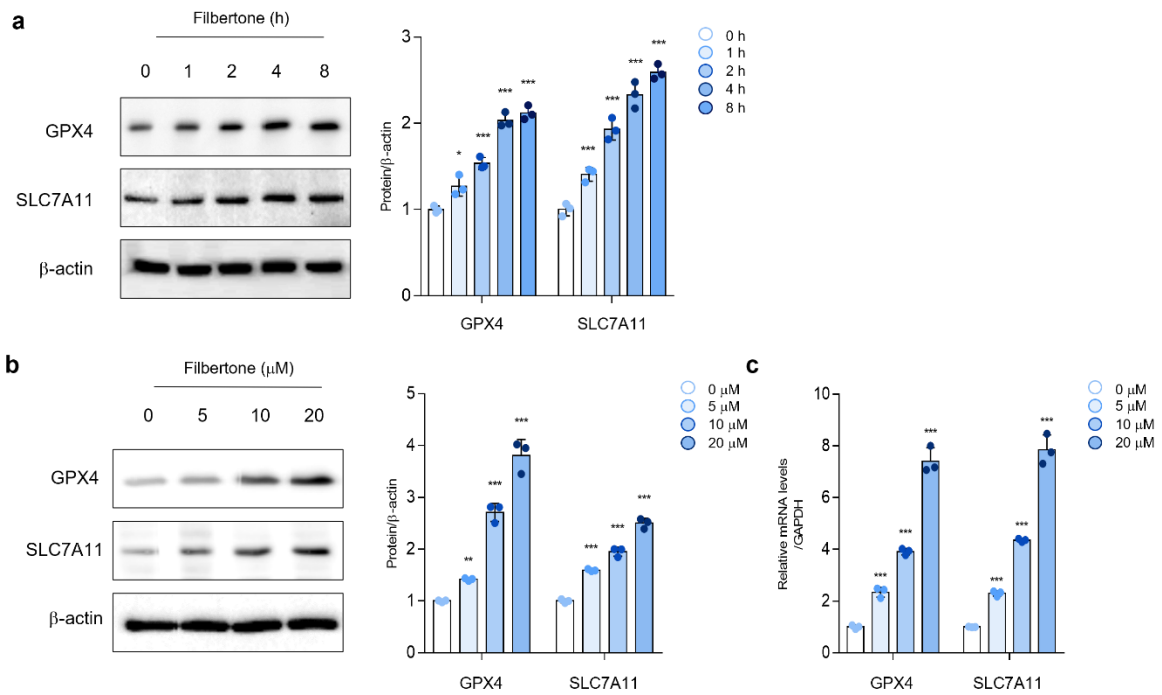 a
Filbertone (h)
0 1 2 4 8
GPX4
SLC7A11
β-actin
Protein/β-actin
3
2
1
0
* *** *** ***
*** *** *** ***
GPX4 SLC7A11
0 h
1 h
2 h
4 h
8 h
b
Filbertone (μM)
0 5 10 20
GPX4
SLC7A11
β-actin
Protein/β-actin
5
4
3
2
1
0
** *** ***
*** *** ***
GPX4 SLC7A11
0 μM
5 μM
10 μM
20 μM
c
Relative mRNA levels
/GAPDH
10
8
6
4
2
0
*** *** ***
*** *** ***
GPX4 SLC7A11
0 μM
5 μM
10 μM
20 μM